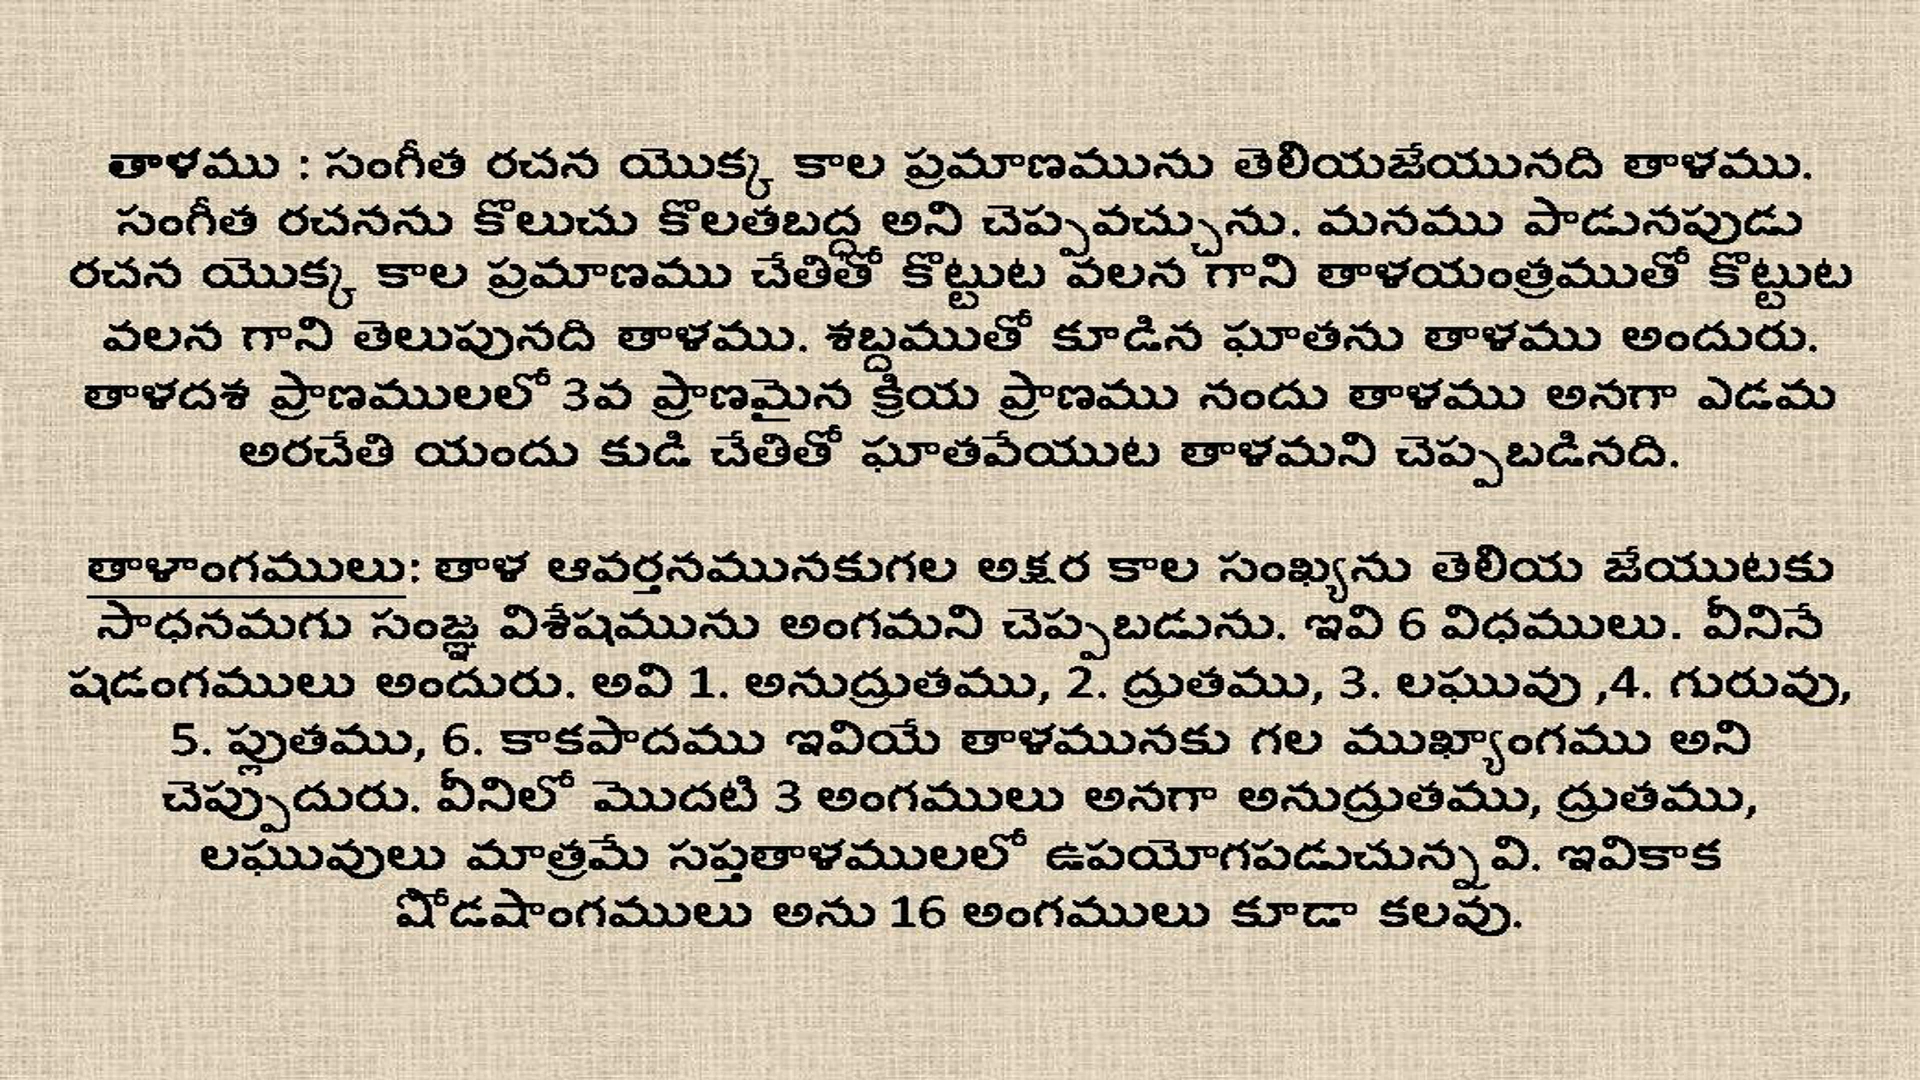 తాళము : సంగీత రచన యొక్క కాల ప్రమాణమును తెలియజేయునది తాళము.
సంగీత రచనను కొలుచు కొలతబద్ధ అని చెప్పవచ్చును. మనము పాడునపుడు
రచన యొక్క కాల ప్రమాణము చేతితో కొట్టుట వలన గాని తాళయంత్రముతో కొట్టుట
వలన గాని తెలుపునది తాళము. శబ్దముతో కూడిన ఘాతను తాళము అందురు.
తాళదశ ప్రాణములలో 3వ ప్రాణమైన క్రియ ప్రాణము నందు తాళము అనగా ఎడమ
అరచేతి యందు కుడి చేతితో ఘాతవేయుట తాళమని చెప్పబడినది.
తాళాంగములు: తాళ ఆవర్తనమునకుగల అక్షర కాల సంఖ్యను తెలియ జేయుటకు
సాధనమగు సంజ్ఞ విశేషమును అంగమని చెప్పబడును. ఇవి 6 విధములు. వీనినే
షడంగములు అందురు. అవి 1. అనుద్రుతము, 2. ద్రుతము, 3. లఘువు ,4. గురువు,
5. ప్లుతము, 6. కాకపాదము ఇవియే తాళమునకు గల ముఖ్యాంగము అని
చెప్పుదురు. వీనిలో మొదటి 3 అంగములు అనగా అనుద్రుతము, ద్రుతము,
లఘువులు మాత్రమే సప్తతాళములలో ఉపయోగపడుచున్నవి. ఇవికాక
షోడషాంగములు అను 16 అంగములు కూడా కలవు.